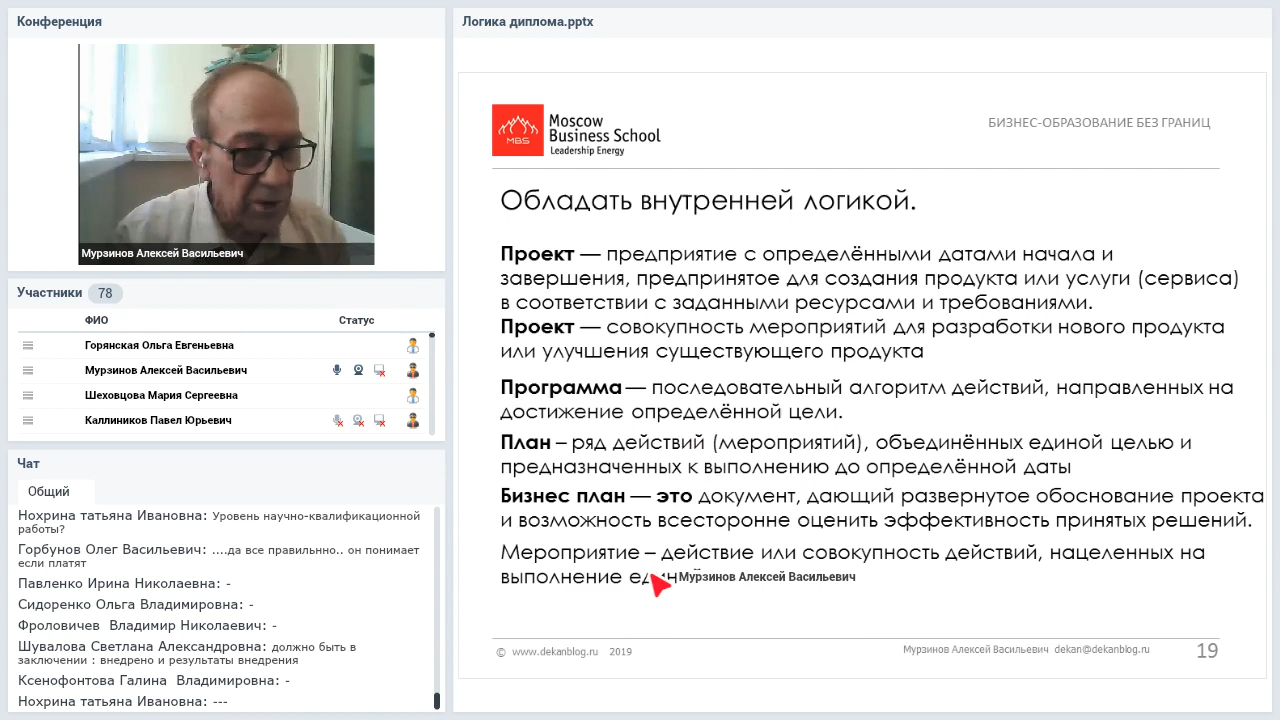 Конференция
Мурзинов Алексей Васильевич
Участники 78
ФИО Статус
Горянская Ольга Евгеньевна
Мурзинов Алексей Васильевич
Шеховцова Мария Сергеевна
Каллиников Павел Юрьевич
Чат
Общий
Нохрина татьяна Ивановна: Уровень научно-квалификационной
работы?
Горбунов Олег Васильевич: ....да все правильнно.. он понимает
если платят
Павленко Ирина Николаевна: -
Сидоренко Ольга Владимировна: -
Фроловичев Владимир Николаевич: -
Шувалова Светлана Александровна: должно быть в
заключении : внедрено и результаты внедрения
Ксенофонтова Галина Владимировна: -
Нохрина татьяна Ивановна: ---
Логика диплома.pptx
MBS
Moscow
Business School
Leadership Energy
БИЗНЕС-ОБРАЗОВАНИЕ БЕЗ ГРАНИЦ
Обладать внутренней логикой.
Проект — предприятие с определёнными датами начала и
завершения, предпринятое для создания продукта или услуги (сервиса)
в соответствии с заданными ресурсами и требованиями.
Проект — совокупность мероприятий для разработки нового продукта
или улучшения существующего продукта
Программа — последовательный алгоритм действий, направленных на
достижение определённой цели.
План – ряд действий (мероприятий), объединённых единой целью и
предназначенных к выполнению до определённой даты
Бизнес план — это документ, дающий развернутое обоснование проекта
и возможность всесторонне оценить эффективность принятых решений.
Мероприятие – действие или совокупность действий, нацеленных на
выполнение
Мурзинов Алексей Васильевич
© www.dekanblog.ru 2019
Мурзинов Алексей Васильевич dekan@dekanblog.ru
19